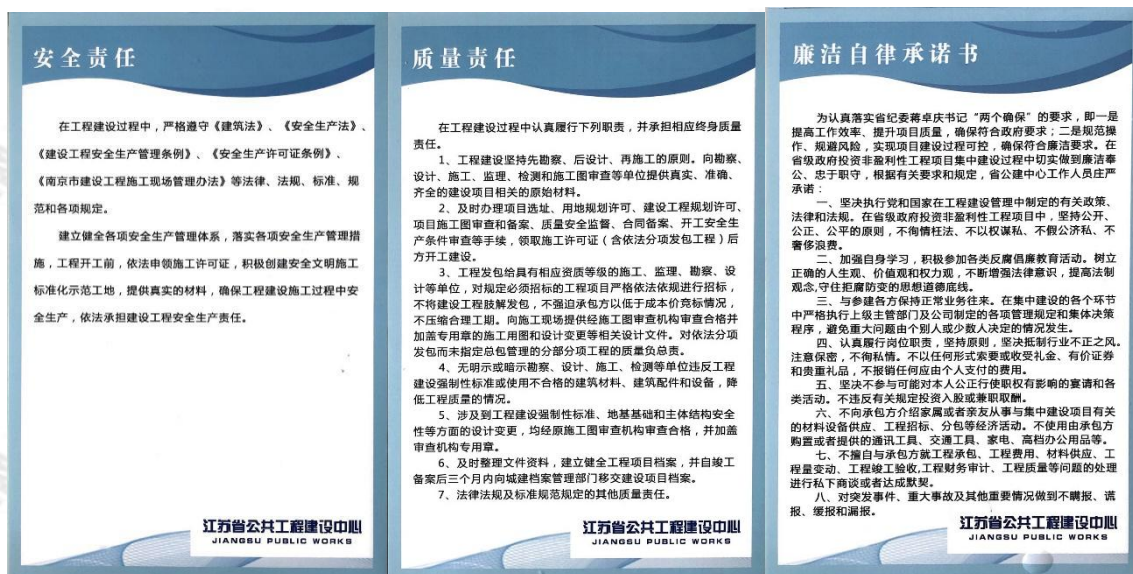 安全责任
在工程建设过程中，严格遵守《建筑法》、《安全生产法》、
《建设工程安全生产管理条例》、《安全生产许可证条例》、
《南京市建设工程施工现场管理办法》等法律、法规、标准、规
范和各项规定。
建立健全各项安全生产管理体系，落实各项安全生产管理措
施，工程开工前，依法申领施工许可证，积极创建安全文明施工
标准化示范工地，提供真实的材料，确保工程建设施工过程中安
全生产，依法承担建设工程安全生产责任。
江苏省公共工程建设中心
JIANGSU PUBLIC WORKS
质量责任
在工程建设过程中认真履行下列职责，并承担相应终身质量
责任。
1、工程建设坚持先勘察、后设计、再施工的原则。向勘察、
设计、施工、监理、检测和施工图审查等单位提供真实、准确、
齐全的建设项目相关的原始材料。
2、及时办理项目选址、用地规划许可、建设工程规划许可、
项目施工图审查和备案、质量安全监督、合同备案、开工安全生
产条件审查等手续，领取施工许可证（含依法分项发包工程）后
方开工建设。
3、工程发包给具有相应资质等级的施工、监理、勘察、设
计等单位，对规定必须招标的工程项目严格依法依规进行招标，
不将建设工程肢解发包，不强迫承包方以低于成本价竞标情况，
不压缩合理工期。向施工现场提供经施工图审查机构审查合格并
加盖专用章的施工用图和设计变更等相关设计文件。对依法分项
发包而未指定总包管理的分部分项工程的质量负总责。
4、无明示或暗示勘察、设计、施工、检测等单位违反工程
建设强制性标准或使用不合格的建筑材料、建筑配件和设备，降
低工程质量的情况。
5、涉及到工程建设强制性标准、地基基础和主体结构安全
性等方面的设计变更，均经原施工图审查机构审查合格，并加盖
审查机构专用章。
6、及时整理文件资料，建立健全工程项目档案，并自竣工
备案后三个月内向城建档案管理部门移交建设项目档案。
7、法律法规及标准规范规定的其他质量责任。
江苏省公共工程建设中心
JIANGSU PUBLIC WORKS
廉洁自律承诺书
为认真落实省纪委蒋卓庆书记“两个确保”的要求，即一是
提高工作效率、提升项目质量，确保符合政府要求；二是规范操
作、规避风险，实现项目建设过程可控，确保符合廉洁要求。在
省级政府投资非盈利性工程项目集中建设过程中切实做到廉洁奉
公、忠于职守，根据有关要求和规定，省公建中心工作人员庄严
承诺：
一、坚决执行党和国家在工程建设管理中制定的有关政策、
法律和法规。在省级政府投资非盈利性工程项目中，坚持公开、
公正、公平的原则，不徇情枉法、不以权谋私、不假公济私、不
奢侈浪费。
二、加强自身学习，积极参加各类反腐倡廉教育活动。树立
正确的人生观、价值观和权力观，不断增强法律意识，提高法制
观念,守住拒腐防变的思想道德底线。
三、与参建各方保持正常业务往来。在集中建设的各个环节
中严格执行上级主管部门及公司制定的各项管理规定和集体决策
程序，避免重大问题由个别人或少数人决定的情况发生。
四、认真履行岗位职责，坚持原则，坚决抵制行业不正之风。
注意保密，不徇私情。不以任何形式索要或收受礼金、有价证券
和贵重礼品，不报销任何应由个人支付的费用。
五、坚决不参与可能对本人公正行使职权有影响的宴请和各
类活动。不违反有关规定投资入股或兼职取酬。
六、不向承包方介绍家属或者亲友从事与集中建设项目有关
的材料设备供应、工程招标、分包等经济活动。不使用由承包方
购置或者提供的通讯工具、交通工具、家电、高档办公用品等。
七、不擅自与承包方就工程承包、工程费用、材料供应、工
程量变动、工程竣工验收,工程财务审计、工程质量等问题的处理
进行私下商谈或者达成默契。
八、对突发事件、重大事故及其他重要情况做到不瞒报、谎
报、缓报和漏报。
江苏省公共工程建设中心
JIANGSU PUBLIC WORKS